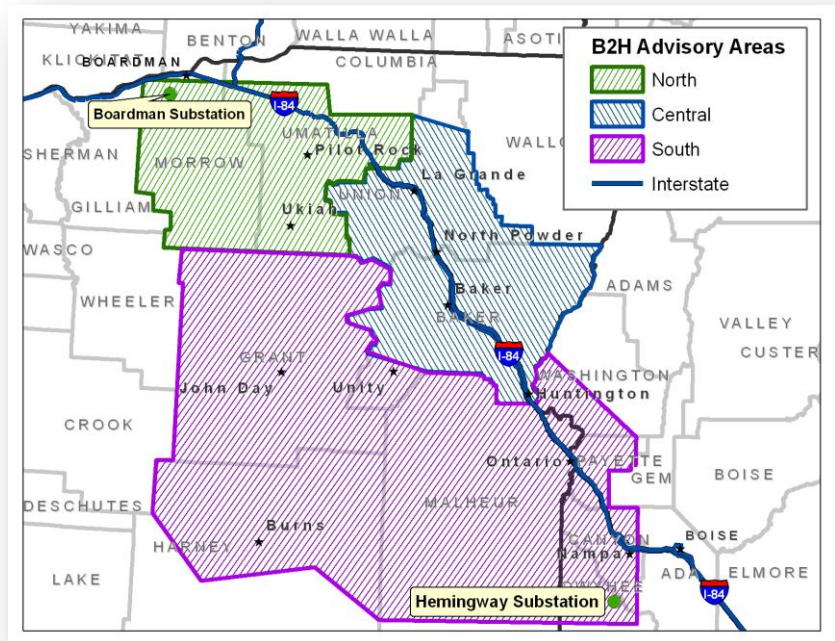 YAKIMA
BENTON
WALLA WALLA
ASOTI
KLICKITAT
BOARDMAN
COLUMBIA
B2H Advisory Areas
North
Central
South
Interstate
Boardman Substation
I-84
UMATILLA
WALLO
SHERMAN
MORROW
Pilot Rock
La Grande
GILLIAM
UNION
Ukiah
WASCO
North Powder
WHEELER
ADAMS
Baker
BAKER
VALLEY
CUSTER
I-84
GRANT
WASHINGTON
John Day
Unity
Huntington
CROOK
Ontario
PAYETTE
GEM
BOISE
DESCHUTES
MALHEUR
Burns
HARNEY
CANYON
BOISE
Nampa
LAKE
ADA
ELMORE
OWYHEE
I-84
Hemingway Substation